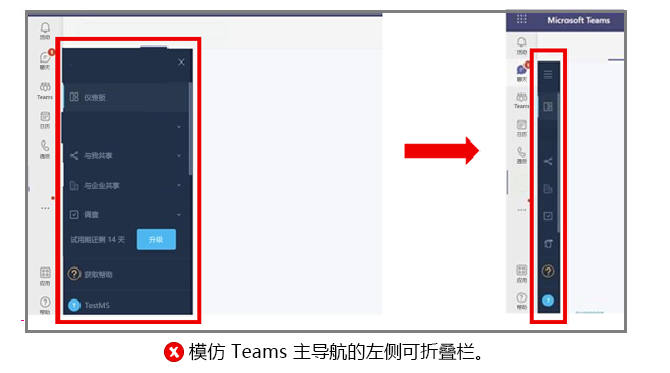 活动
聊天
Teams
日历
通话
X
仪表板
与我共享
与企业共享
调查
试用期还剩 14 天
升级
获取帮助
T
TestMS
应用
帮助
Microsoft Teams
活动
聊天
Teams
日历
通话
T
应用
帮助
模仿 Teams 主导航的左侧可折叠栏。